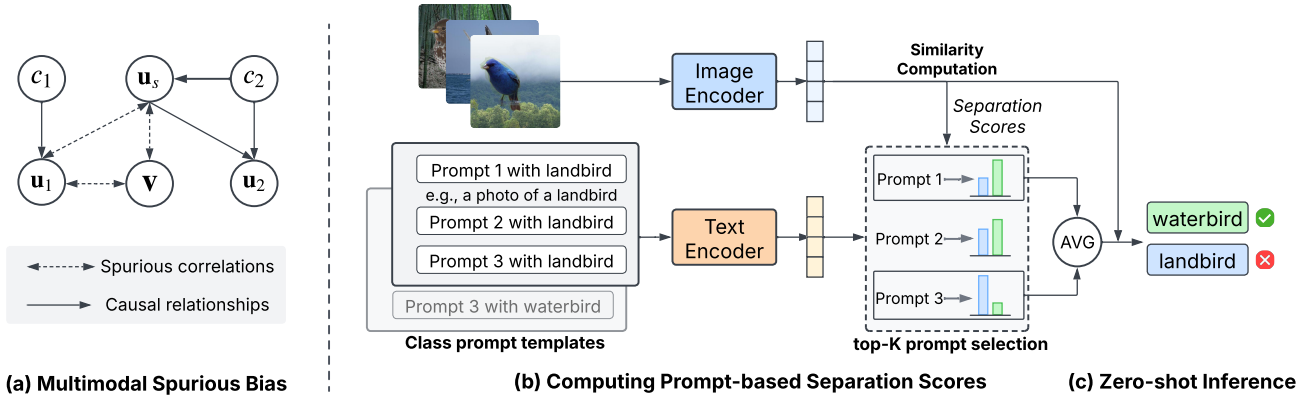 c1
us
c2
u1
v
u2
Spurious correlations
Causal relationships
(a) Multimodal Spurious Bias
Image
Encoder
Similarity
Computation
Separation
Scores
Prompt 1 with landbird
e.g., a photo of a landbird
Prompt 2 with landbird
Prompt 3 with landbird
Prompt 3 with waterbird
Class prompt templates
Text
Encoder
Prompt 1
Prompt 2
Prompt 3
top-K prompt selection
AVG
waterbird
landbird
(b) Computing Prompt-based Separation Scores
(c) Zero-shot Inference